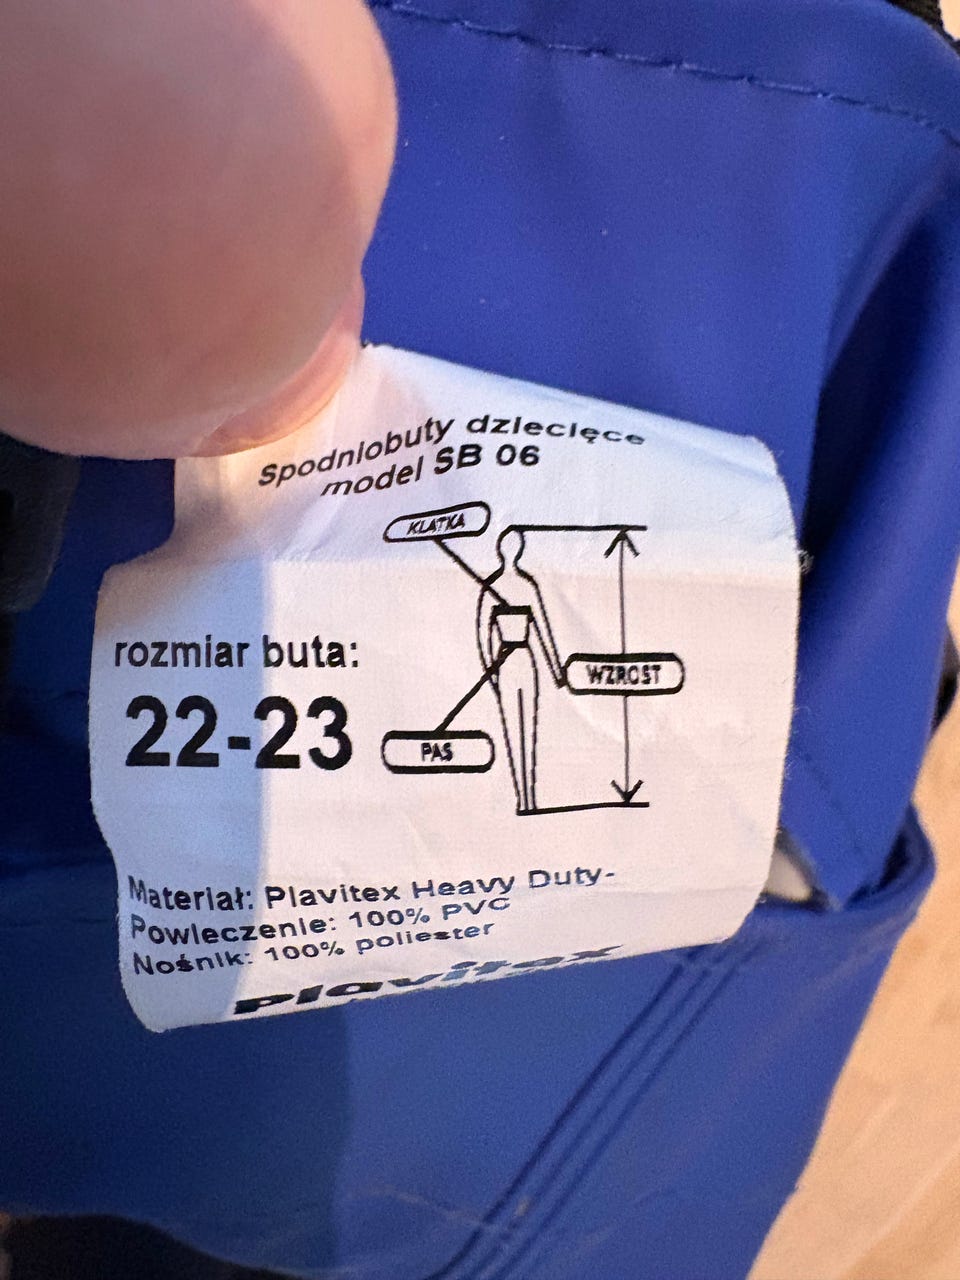 Spodniobuty dziecięce
model SB 06
KLATKA
rozmiar buta:
22-23
WZROST
PAS
Materiał: Plavitex Heavy Duty-
Powleczenie: 100% PVC
Nośnik: 100% poliester
Plavitex